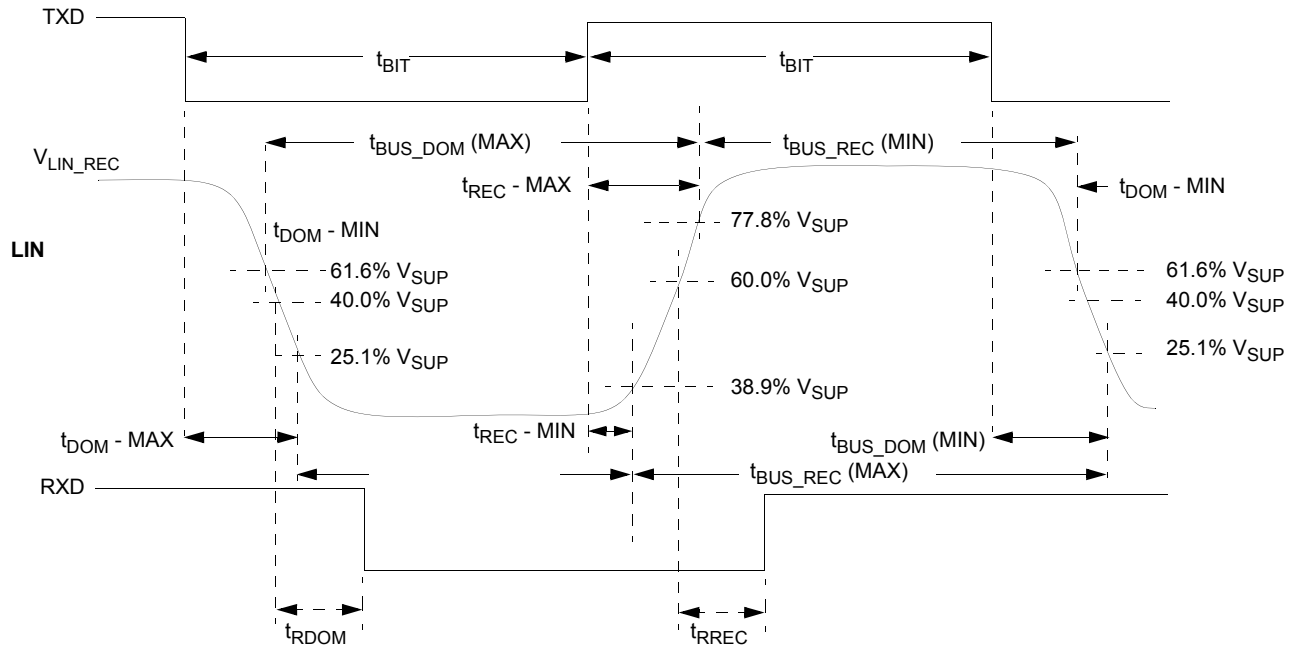 TXD
tBIT
tBIT
tBUS_DOM (MAX)
tBUS_REC (MIN)
VLIN_REC
tREC - MAX
tDOM - MIN
77.8% VSUP
tDOM - MIN
LIN
61.6% VSUP
60.0% VSUP
61.6% VSUP
40.0% VSUP
40.0% VSUP
25.1% VSUP
25.1% VSUP
38.9% VSUP
tDOM - MAX
tREC - MIN
tBUS_DOM (MIN)
tBUS_REC (MAX)
RXD
tRDOM
tRREC